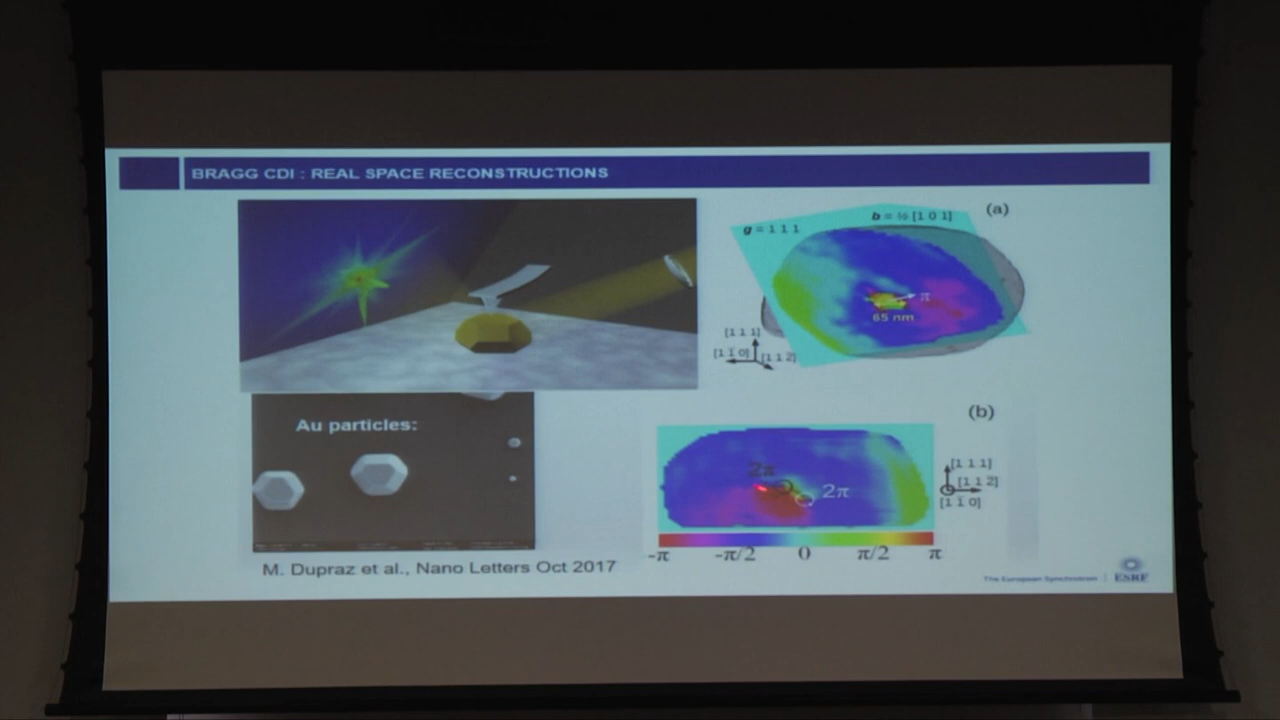 BRAGG CDI : REAL SPACE RECONSTRUCTIONS
(a)
b = ½ [1 0 1]
g = 1 1 1
π
65 nm
[1 1 1]
[1 1̄ 0]
[1 1 2̄]
Au particles:
(b)
2π
2π
[1 1 1]
[1 1 2̄]
[1 1̄ 0]
-π -π/2 0 π/2 π
M. Dupraz et al., Nano Letters Oct 2017
The European Synchrotron | ESRF